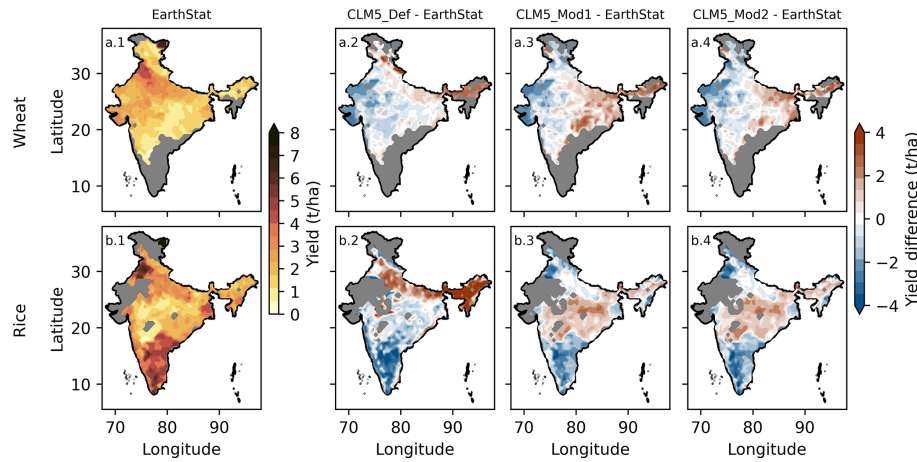 EarthStat
CLM5_Def - EarthStat
CLM5_Mod1 - EarthStat
CLM5_Mod2 - EarthStat
Wheat
Latitude
30
20
10
a.1
a.2
a.3
a.4
8
7
6
5
4
3
2
1
0
Yield (t/ha)
4
2
0
−2
−4
Yield difference (t/ha)
Rice
Latitude
30
20
10
b.1
b.2
b.3
b.4
70 80 90
70 80 90
70 80 90
70 80 90
Longitude
Longitude
Longitude
Longitude